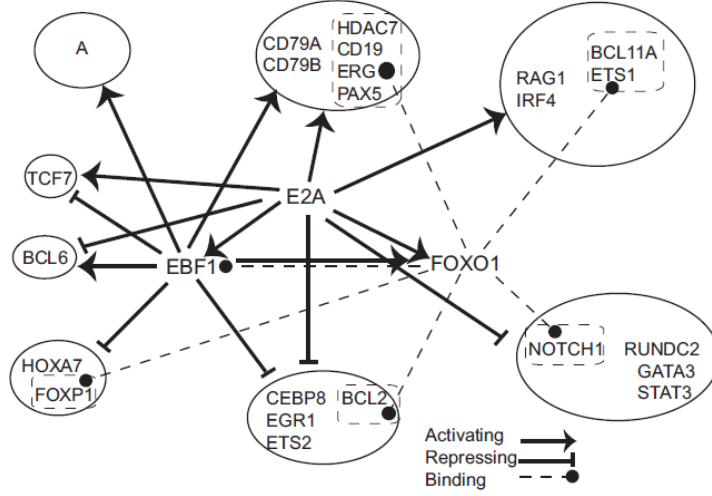 A
CD79A
CD79B
HDAC7
CD19
ERG
PAX5
RAG1
IRF4
BCL11A
ETS1
TCF7
E2A
BCL6
EBF1
FOXO1
HOXA7
FOXP1
CEBP8
EGR1
ETS2
BCL2
NOTCH1
RUNDC2
GATA3
STAT3
Activating
Repressing
Binding